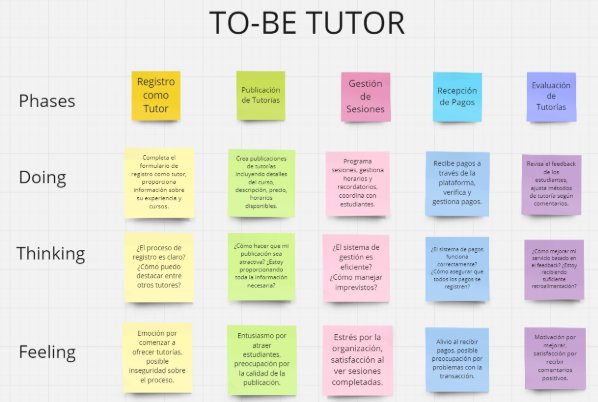 TO-BE TUTOR
Phases
Registro
como
Tutor
Publicación
de Tutorías
Gestión
de
Sesiones
Recepción
de Pagos
Evaluación
de
Tutorías
Doing
Completa el
formulario de
registro como tutor,
proporciona
información sobre
su experiencia y
cursos.
Crea publicaciones
de tutorías
incluyendo detalles
del curso,
descripción, precio,
horarios
disponibles.
Programa
sesiones, gestiona
horarios y
recordatorios,
coordina con
estudiantes.
Recibe pagos a
través de la
plataforma,
verifica y
gestiona pagos.
Revisa el feedback
de los
estudiantes,
ajusta métodos
de tutoría según
comentarios.
Thinking
¿El proceso de
registro es claro?
¿Cómo puedo
destacar entre
otros tutores?
¿Cómo hacer que mi
publicación sea
atractiva? ¿Estoy
proporcionando
toda la información
necesaria?
¿El sistema de
gestión es
eficiente?
¿Cómo manejar
imprevistos?
¿El sistema de pagos
funciona
correctamente?
¿Cómo asegurar que
todos los pagos se
registren?
¿Cómo mejorar mi
servicio basado en
el feedback? ¿Estoy
recibiendo
suficiente
retroalimentación?
Feeling
Emoción por
comenzar a
ofrecer tutorías,
posible
inseguridad sobre
el proceso.
Entusiasmo por
atraer
estudiantes,
preocupación por
la calidad de la
publicación.
Estrés por la
organización,
satisfacción al
ver sesiones
completadas.
Alivio al recibir
pagos, posible
preocupación por
problemas con la
transacción.
Motivación por
mejorar,
satisfacción por
recibir
comentarios
positivos.